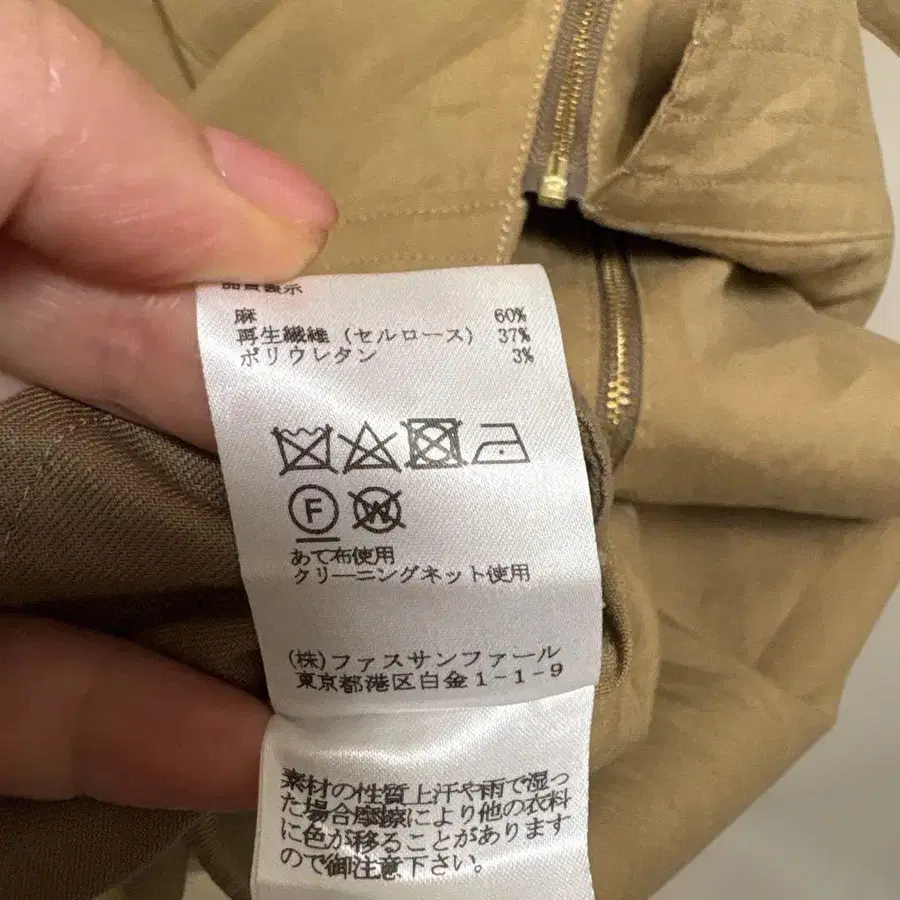 品質表示
麻 60%
再生繊維 (セルロース) 37%
ポリウレタン 3%
F W
あて布使用
クリーニングネット使用
(株)ファスサンファール
東京都港区白金1-1-9
素材の性質上汗や雨で湿っ
た場合摩擦により他の衣料
に色が移ることがあります
ので御注意下さい。